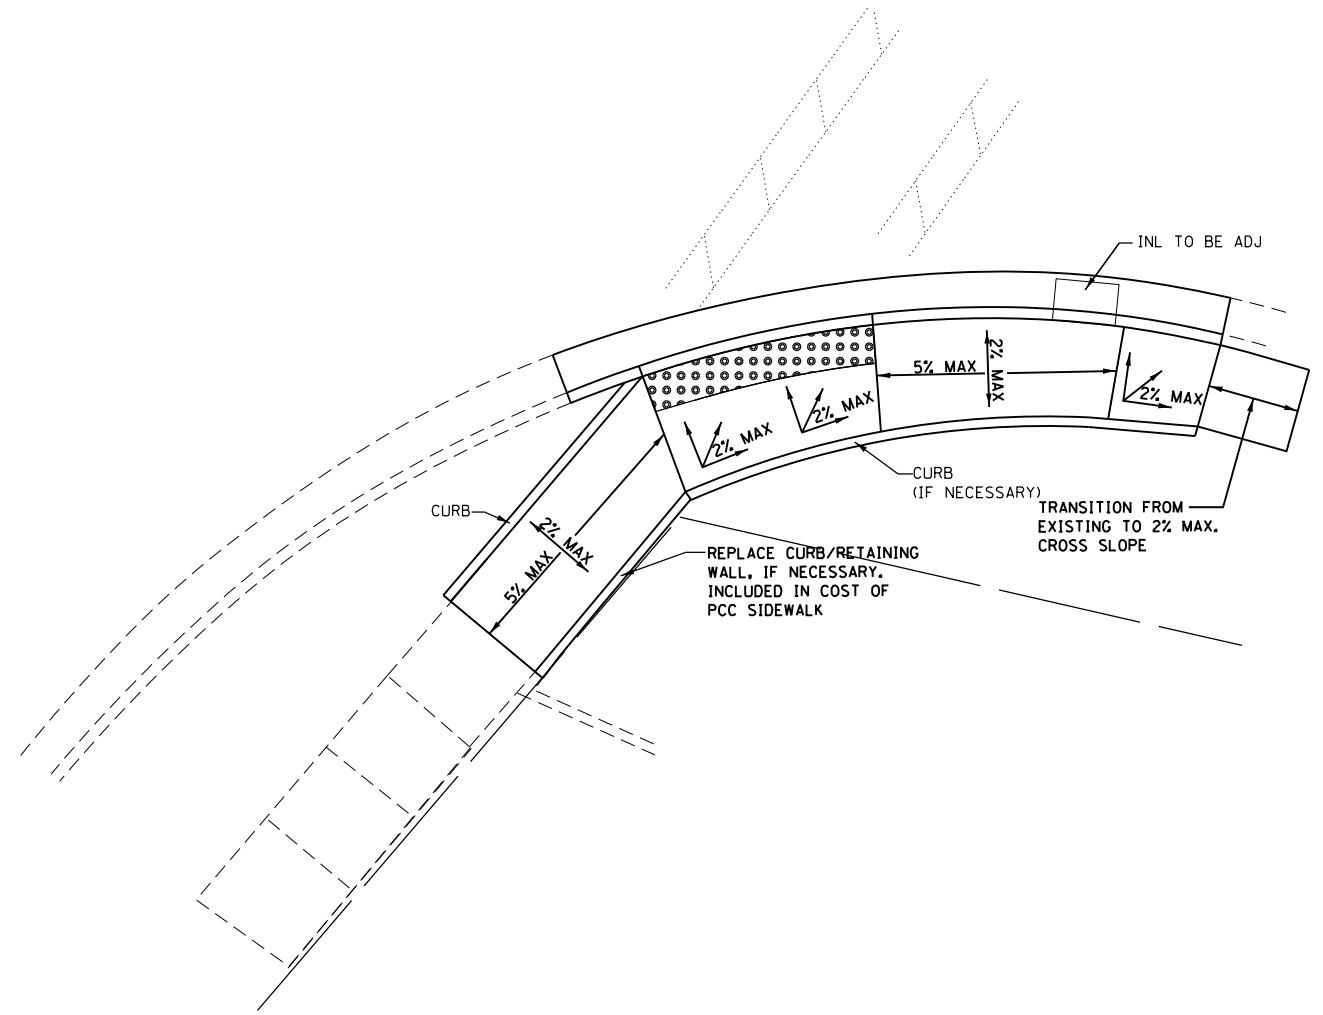 INL TO BE ADJ
2% MAX
5% MAX
2% MAX
2% MAX
2% MAX
CURB
(IF NECESSARY)
TRANSITION FROM
EXISTING TO 2% MAX.
CROSS SLOPE
CURB
2% MAX
5% MAX
REPLACE CURB/RETAINING
WALL, IF NECESSARY.
INCLUDED IN COST OF
PCC SIDEWALK